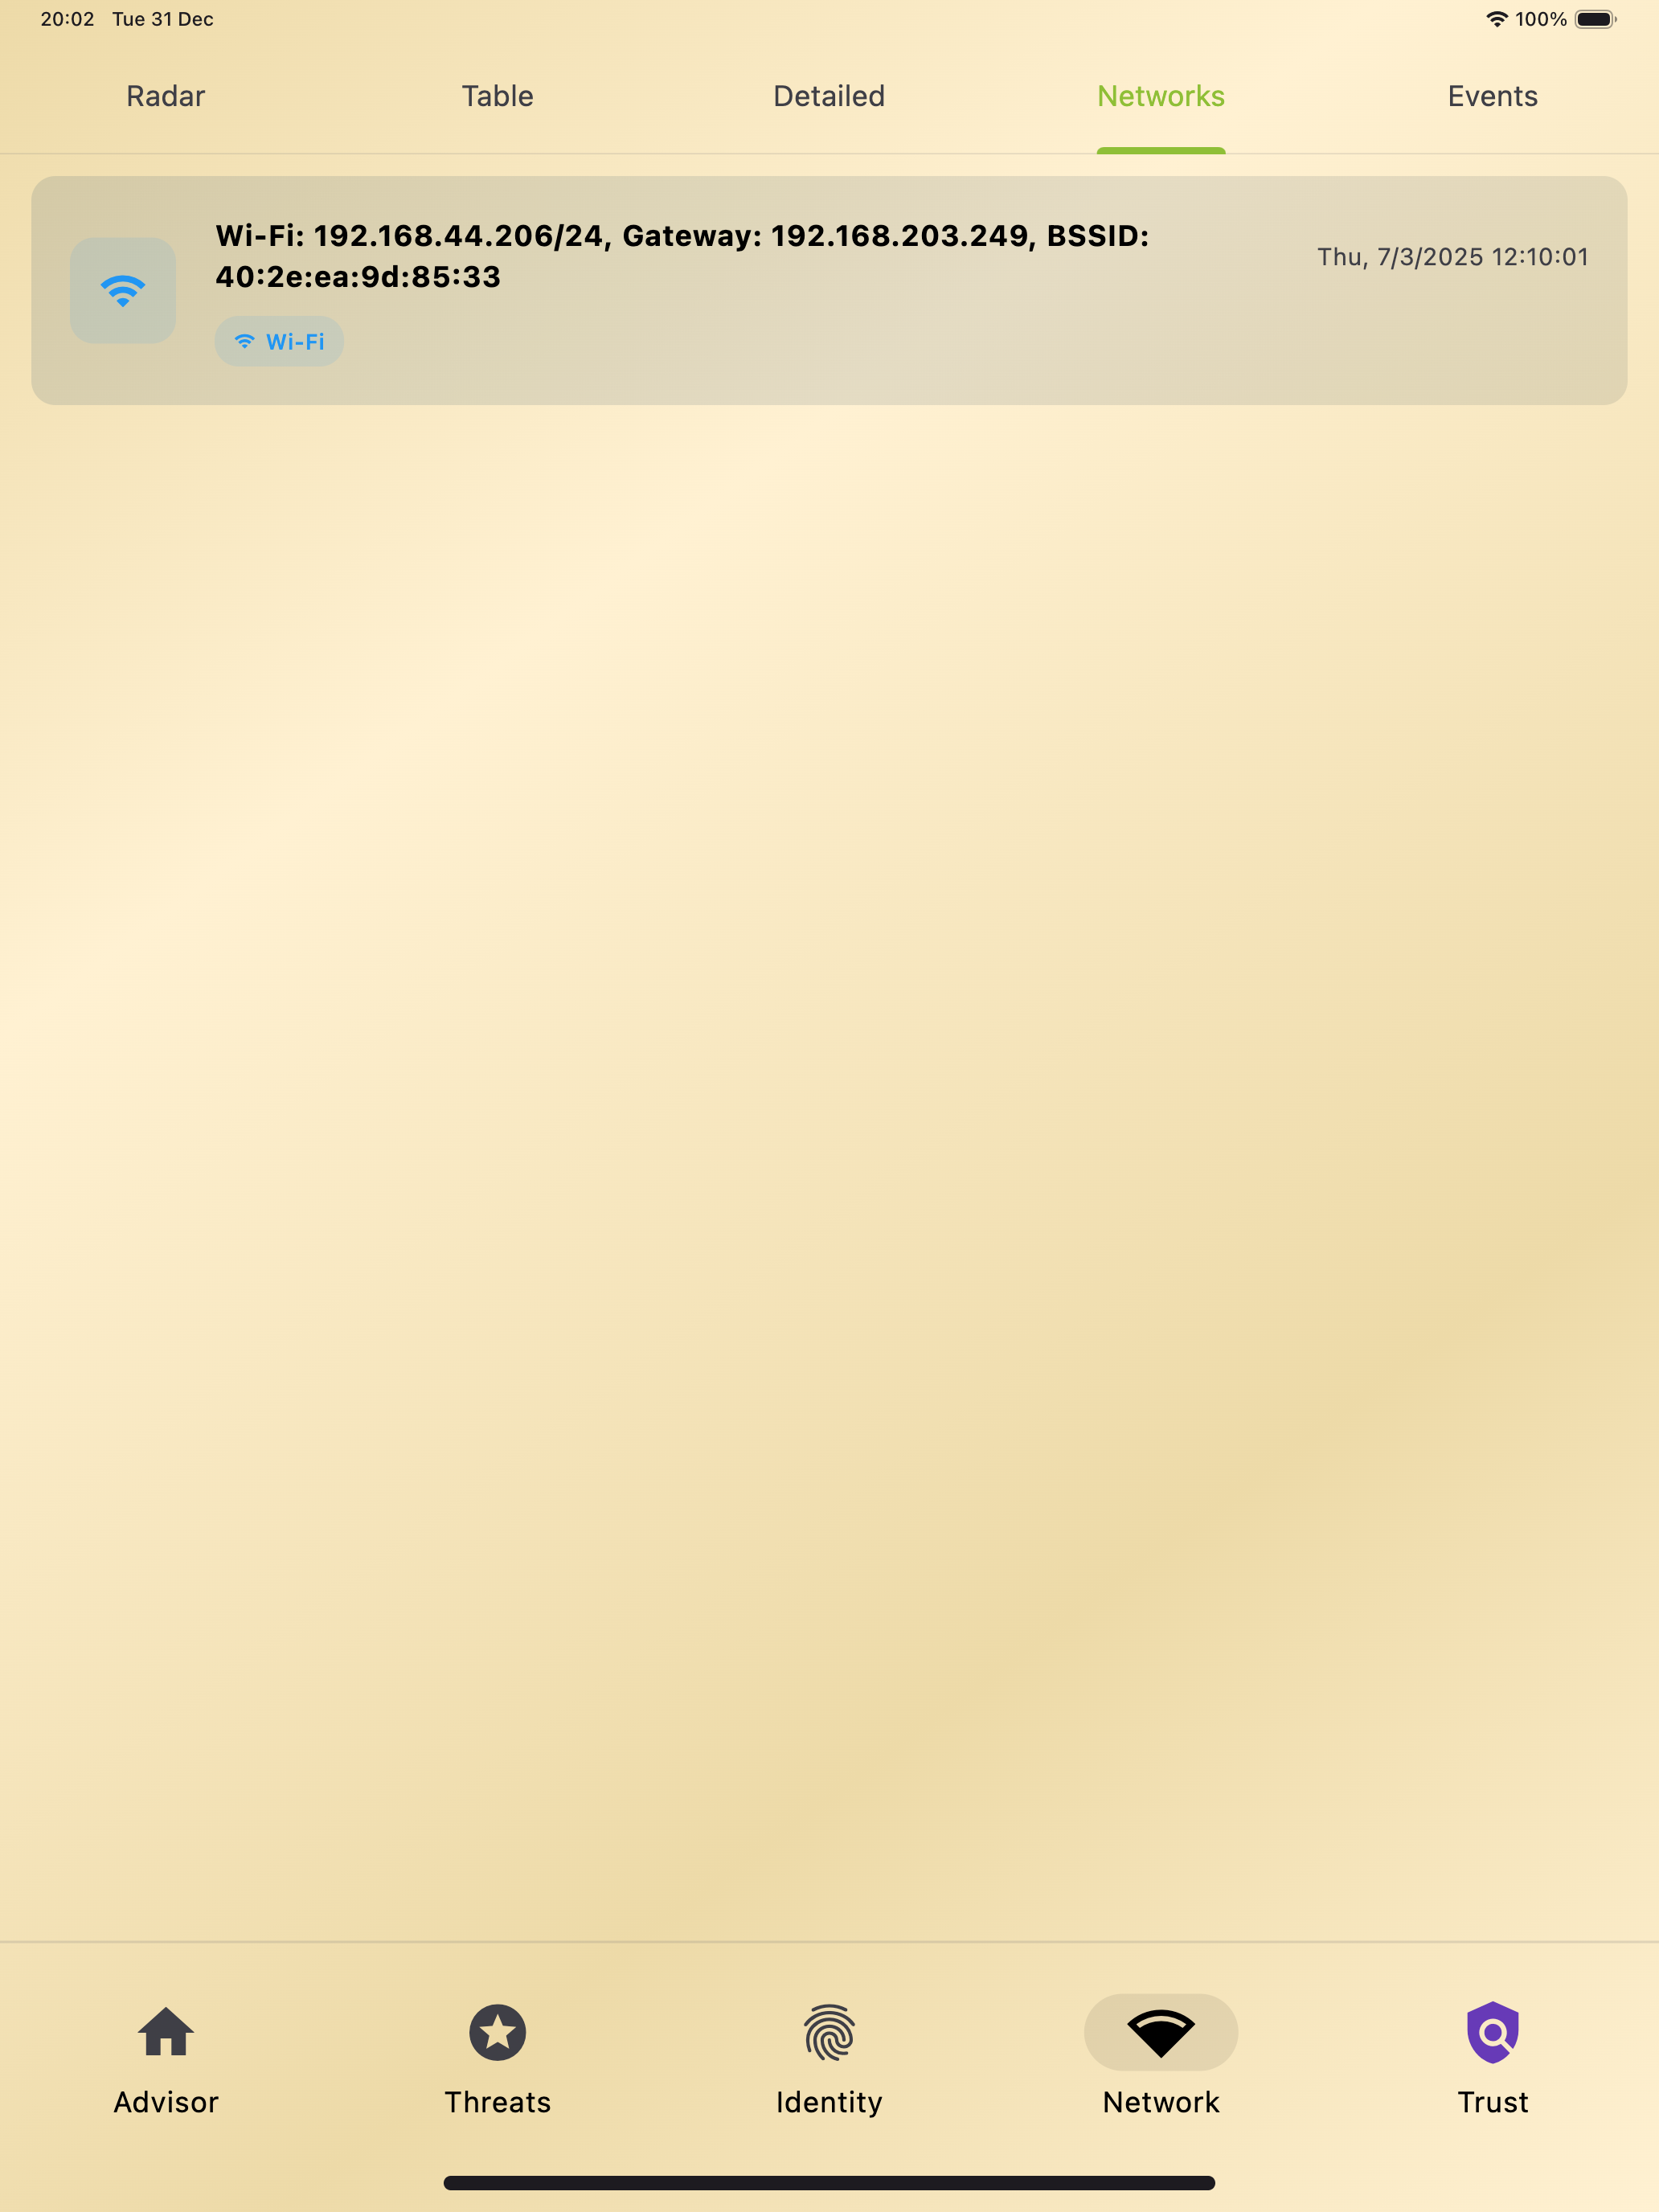 20:02 Tue 31 Dec
100%
Radar
Table
Detailed
Networks
Events
Wi-Fi: 192.168.44.206/24, Gateway: 192.168.203.249, BSSID:
40:2e:ea:9d:85:33
Thu, 7/3/2025 12:10:01
Wi-Fi
Advisor
Threats
Identity
Network
Trust